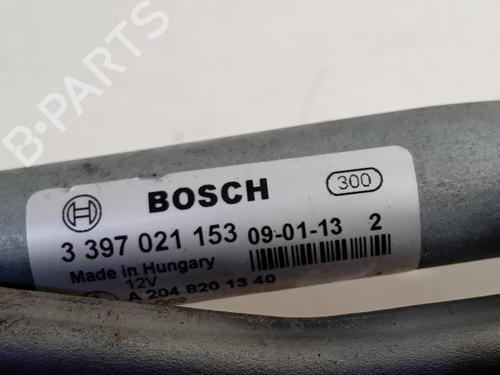 B-PARTS
BOSCH
300
3 397 021 153 09-01-13 2
Made in Hungary
12V
A 204 820 13 40